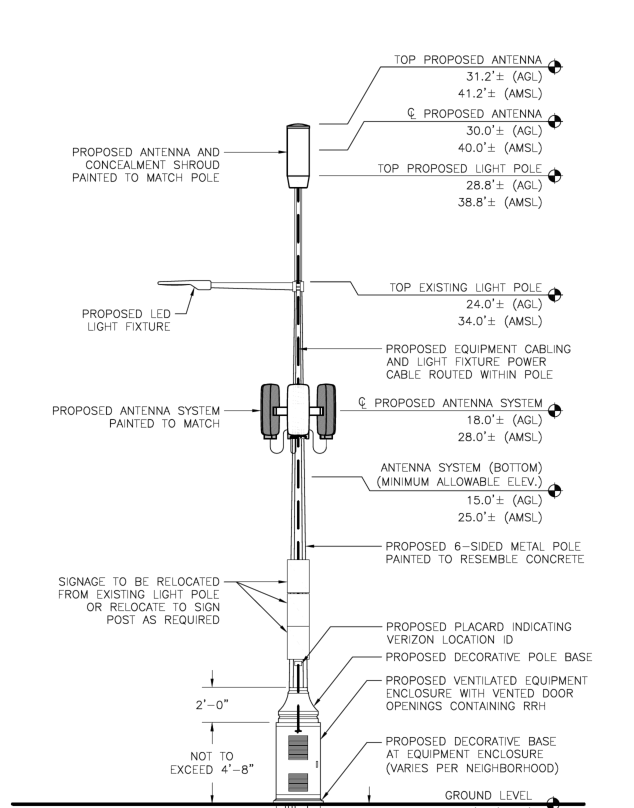 TOP PROPOSED ANTENNA
31.2'± (AGL)
41.2'± (AMSL)
℄ PROPOSED ANTENNA
30.0'± (AGL)
40.0'± (AMSL)
PROPOSED ANTENNA AND
CONCEALMENT SHROUD
PAINTED TO MATCH POLE
TOP PROPOSED LIGHT POLE
28.8'± (AGL)
38.8'± (AMSL)
TOP EXISTING LIGHT POLE
24.0'± (AGL)
34.0'± (AMSL)
PROPOSED LED
LIGHT FIXTURE
PROPOSED EQUIPMENT CABLING
AND LIGHT FIXTURE POWER
CABLE ROUTED WITHIN POLE
PROPOSED ANTENNA SYSTEM
PAINTED TO MATCH
℄ PROPOSED ANTENNA SYSTEM
18.0'± (AGL)
28.0'± (AMSL)
ANTENNA SYSTEM (BOTTOM)
(MINIMUM ALLOWABLE ELEV.)
15.0'± (AGL)
25.0'± (AMSL)
PROPOSED 6-SIDED METAL POLE
PAINTED TO RESEMBLE CONCRETE
SIGNAGE TO BE RELOCATED
FROM EXISTING LIGHT POLE
OR RELOCATE TO SIGN
POST AS REQUIRED
PROPOSED PLACARD INDICATING
VERIZON LOCATION ID
PROPOSED DECORATIVE POLE BASE
PROPOSED VENTILATED EQUIPMENT
ENCLOSURE WITH VENTED DOOR
OPENINGS CONTAINING RRH
2'-0"
NOT TO
EXCEED 4'-8"
PROPOSED DECORATIVE BASE
AT EQUIPMENT ENCLOSURE
(VARIES PER NEIGHBORHOOD)
GROUND LEVEL